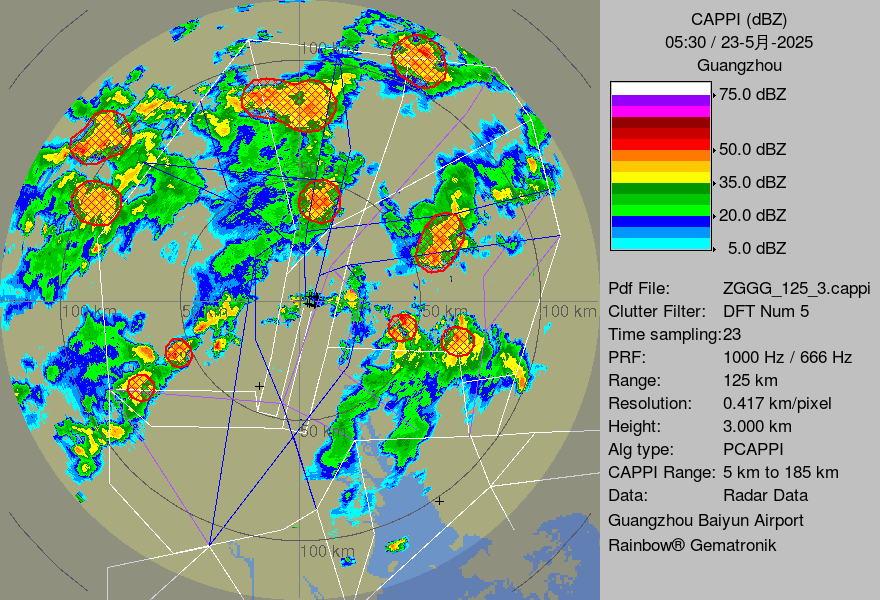 CAPPI (dBZ)
05:30 / 23-5月-2025
Guangzhou
75.0 dBZ
50.0 dBZ
35.0 dBZ
20.0 dBZ
5.0 dBZ
Pdf File: ZGGG_125_3.cappi
Clutter Filter: DFT Num 5
Time sampling:23
PRF: 1000 Hz / 666 Hz
Range: 125 km
Resolution: 0.417 km/pixel
Height: 3.000 km
Alg type: PCAPPI
CAPPI Range: 5 km to 185 km
Data: Radar Data
Guangzhou Baiyun Airport
Rainbow® Gematronik
100 km
100 km
50 km
50 km
100 km
50 km
100 km